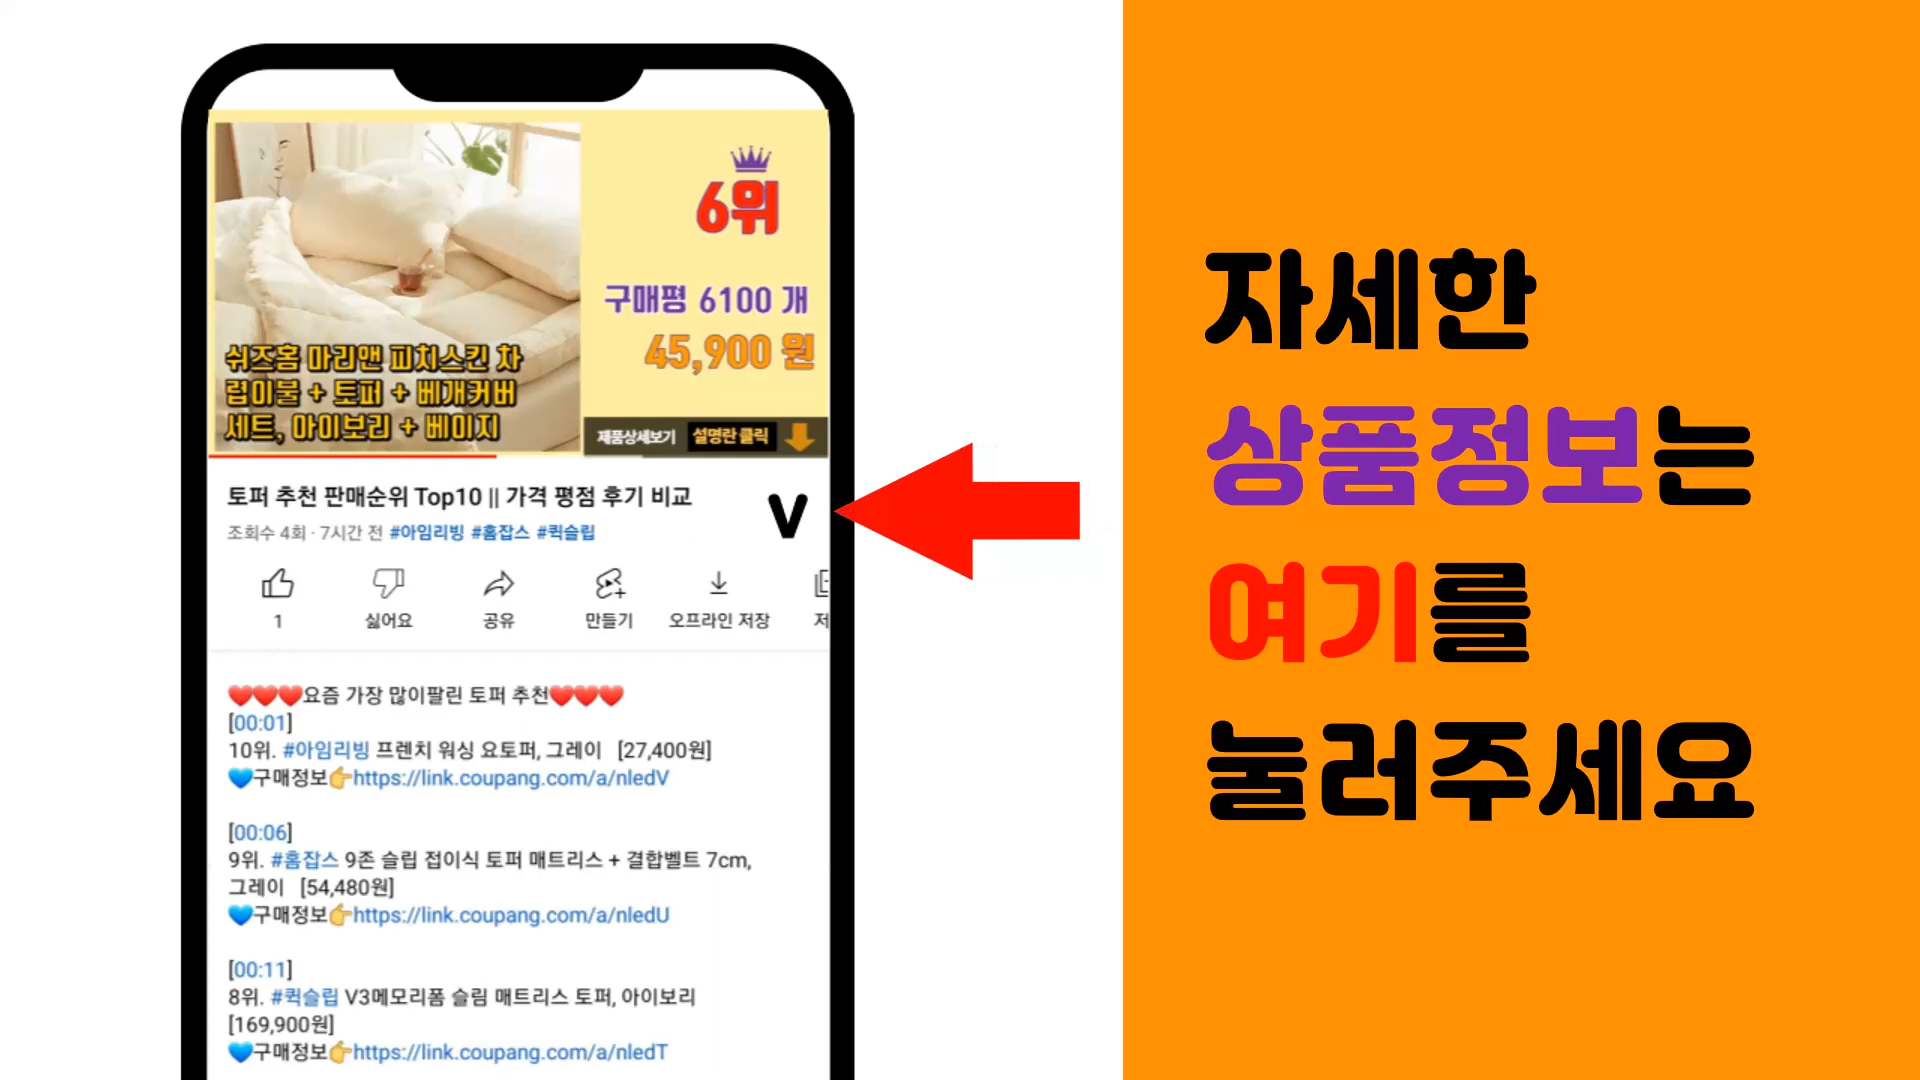 6위
구매평 6100 개
45,900 원
쉬즈홈 마리앤 피치스킨 차
렵이불 + 토퍼 + 베개커버
세트, 아이보리 + 베이지
제품상세보기 설명란 클릭
토퍼 추천 판매순위 Top10 || 가격 평점 후기 비교
V
조회수 4회 · 7시간 전 #아임리빙 #홈잡스 #퀵슬립
1 싫어요 공유 만들기 오프라인 저장 저
❤️❤️❤️요즘 가장 많이팔린 토퍼 추천❤️❤️❤️
[00:01]
10위. #아임리빙 프렌치 워싱 요토퍼, 그레이 [27,400원]
💙구매정보👉https://link.coupang.com/a/nledV
[00:06]
9위. #홈잡스 9존 슬립 접이식 토퍼 매트리스 + 결합벨트 7cm,
그레이 [54,480원]
💙구매정보👉https://link.coupang.com/a/nledU
[00:11]
8위. #퀵슬립 V3메모리폼 슬림 매트리스 토퍼, 아이보리
[169,900원]
💙구매정보👉https://link.coupang.com/a/nledT
자세한
상품정보는
여기를
눌러주세요